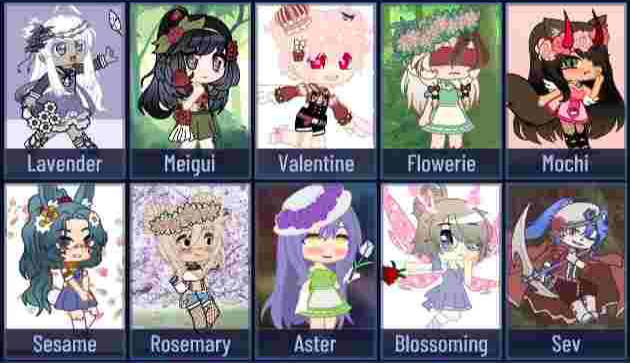 Lavender
Meigui
Valentine
Flowerie
Mochi
Sesame
Rosemary
Aster
Blossoming
Sev